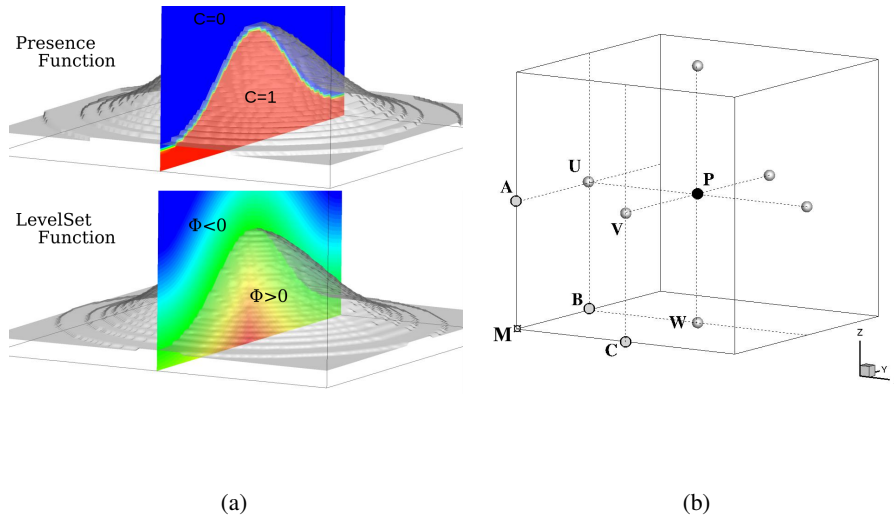 C=0
Presence
Function
C=1
LevelSet
Function
Φ<0
Φ>0
(a)
U
P
A
V
B
W
M
C
Z
Y
(b)